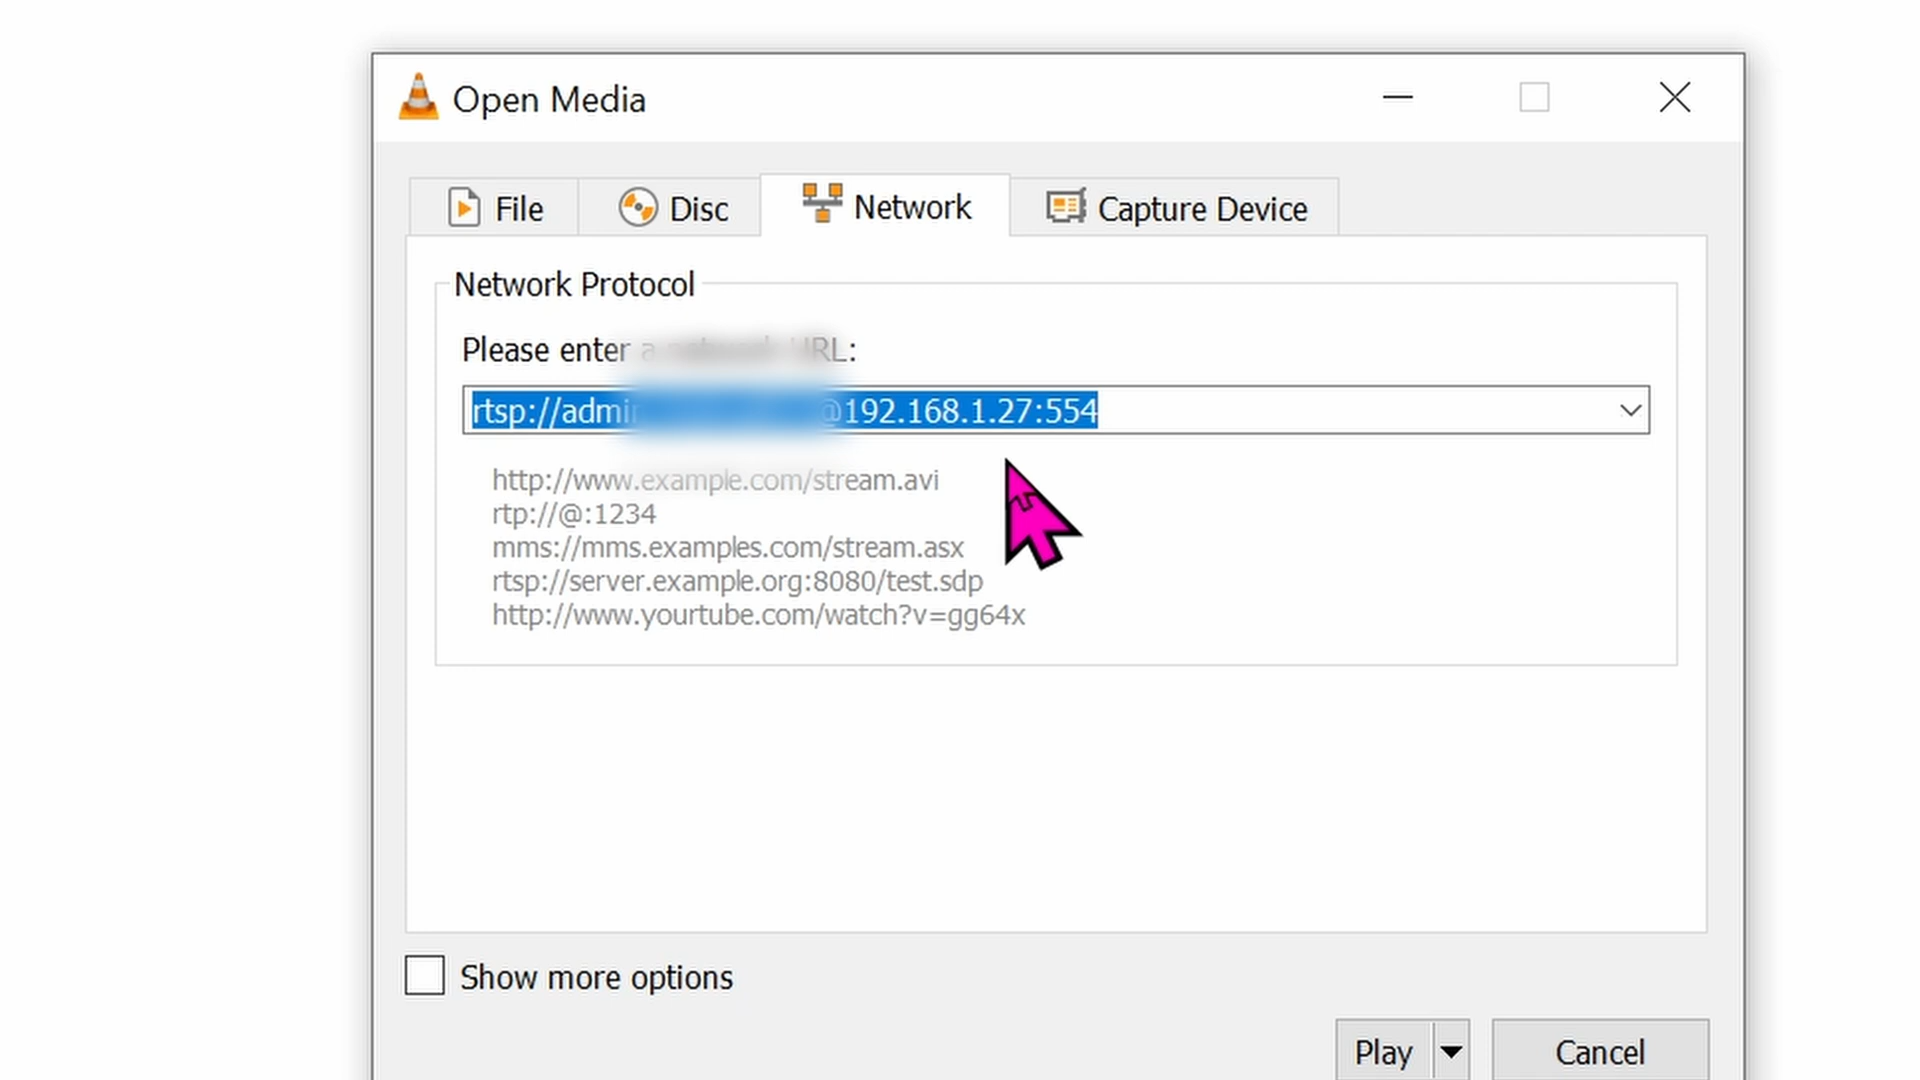 Open Media
File Disc Network Capture Device
Network Protocol
Please enter a network URL:
rtsp://admi @192.168.1.27:554
http://www.example.com/stream.avi
rtp://@:1234
mms://mms.examples.com/stream.asx
rtsp://server.example.org:8080/test.sdp
http://www.yourtube.com/watch?v=gg64x
Show more options
Play Cancel